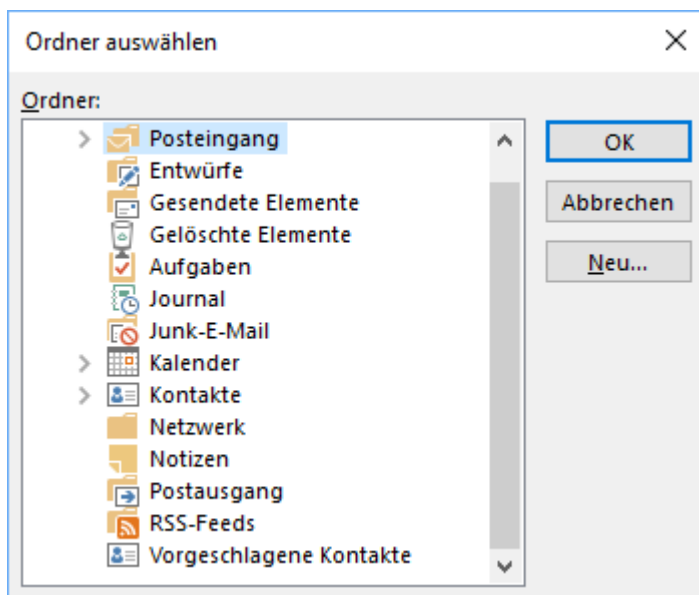 Ordner auswählen
Ordner:
Posteingang
Entwürfe
Gesendete Elemente
Gelöschte Elemente
Aufgaben
Journal
Junk-E-Mail
Kalender
Kontakte
Netzwerk
Notizen
Postausgang
RSS-Feeds
Vorgeschlagene Kontakte
OK
Abbrechen
Neu...